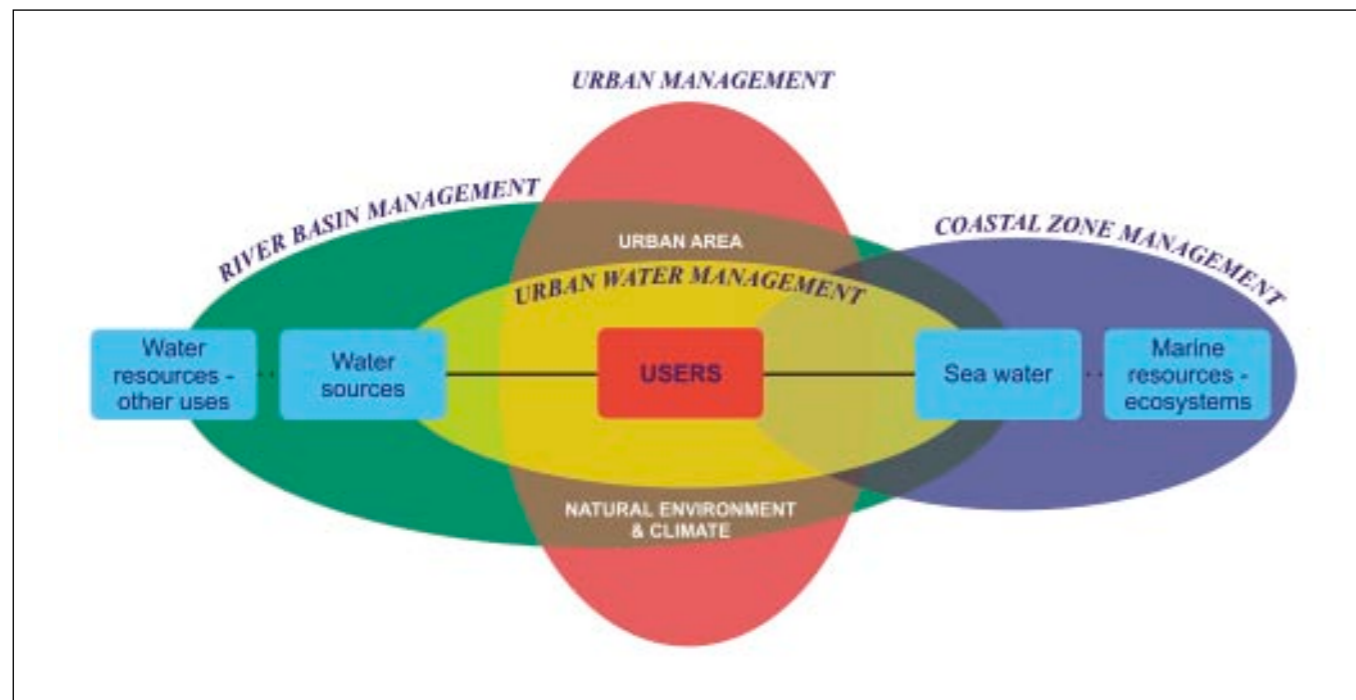 URBAN MANAGEMENT
RIVER BASIN MANAGEMENT
COASTAL ZONE MANAGEMENT
URBAN AREA
URBAN WATER MANAGEMENT
Water
resources -
other uses
Water
sources
USERS
Sea water
Marine
resources -
ecosystems
NATURAL ENVIRONMENT
& CLIMATE